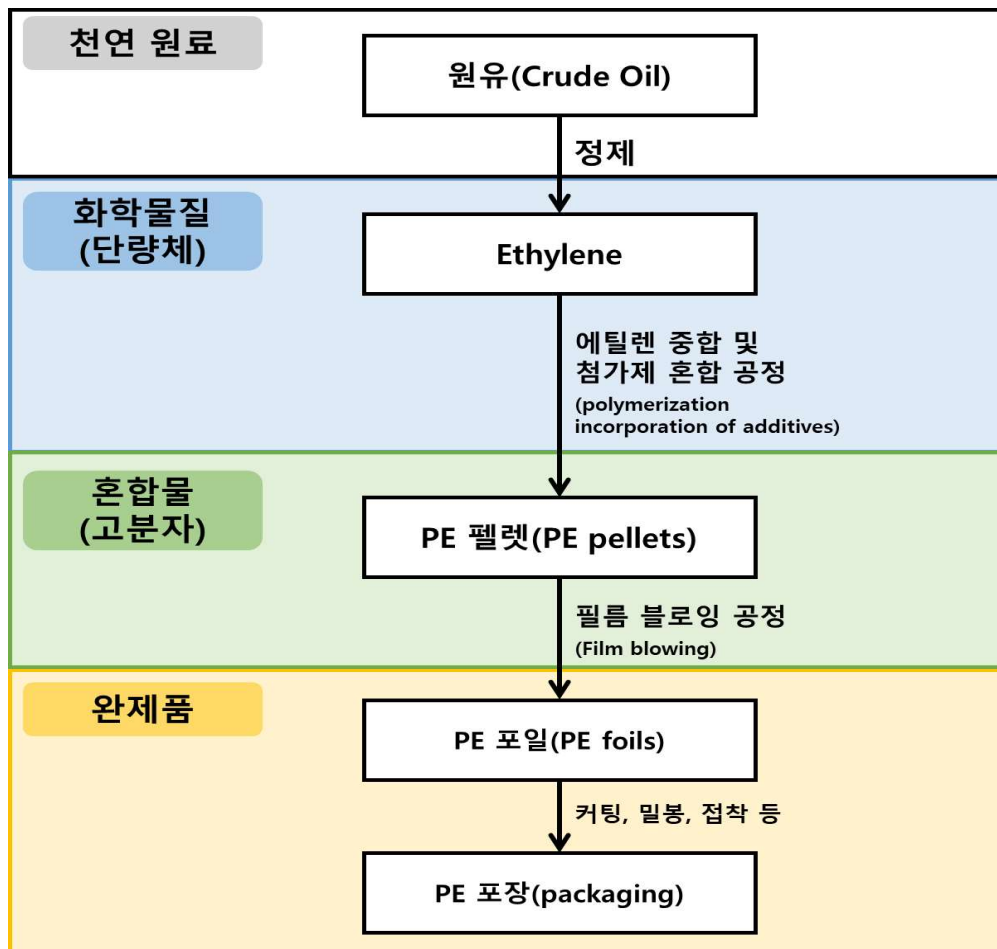 천연 원료
원유(Crude Oil)
정제
화학물질
(단량체)
Ethylene
에틸렌 중합 및
첨가제 혼합 공정
(polymerization
incorporation of additives)
혼합물
(고분자)
PE 펠렛(PE pellets)
필름 블로잉 공정
(Film blowing)
완제품
PE 포일(PE foils)
커팅, 밀봉, 접착 등
PE 포장(packaging)